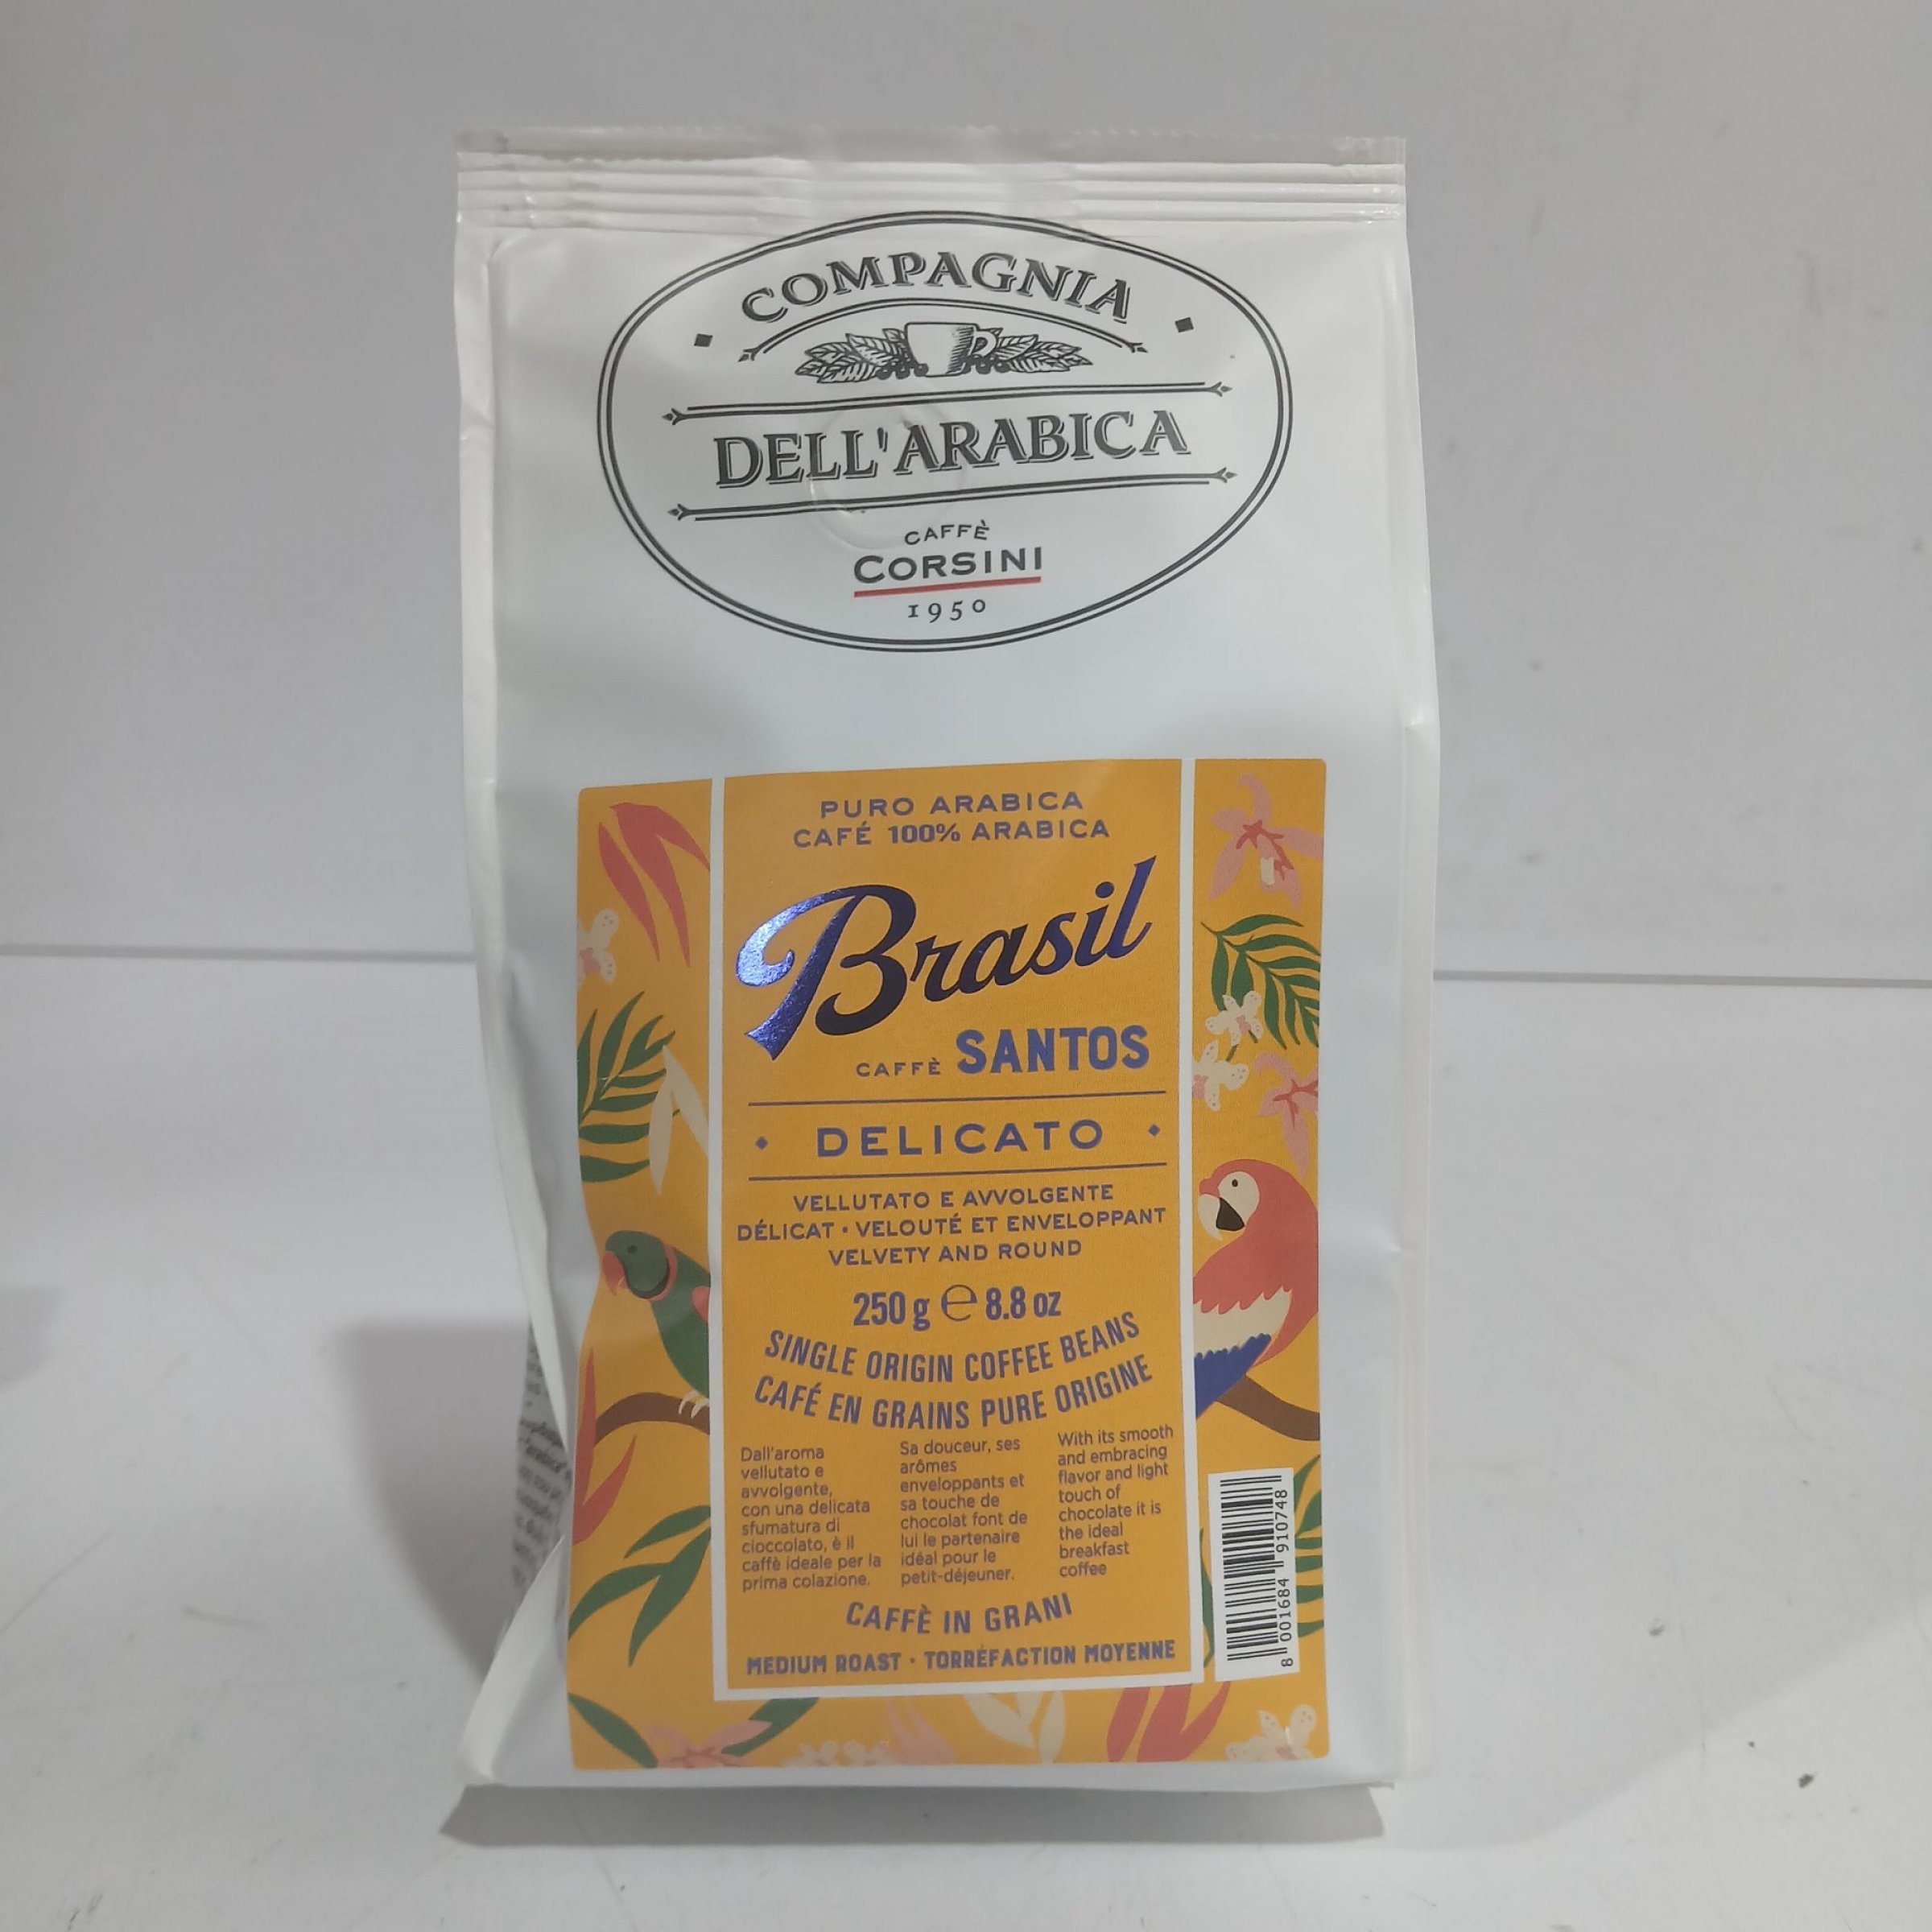 COMPAGNIA
DELL'ARABICA
CAFFÈ
CORSINI
1950
PURO ARABICA
CAFÉ 100% ARABICA
Brasil
CAFFÈ SANTOS
DELICATO
VELLUTATO E AVVOLGENTE
DÉLICAT • VELOUTÉ ET ENVELOPPANT
VELVETY AND ROUND
250 g ℮ 8.8 oz
SINGLE ORIGIN COFFEE BEANS
CAFÉ EN GRAINS PURE ORIGINE
Dall'aroma
vellutato e
avvolgente,
con una delicata
sfumatura di
cioccolato, è il
caffè ideale per la
prima colazione.
Sa douceur, ses
arômes
enveloppants et
sa touche de
chocolat font de
lui le partenaire
idéal pour le
petit-déjeuner.
With its smooth
and embracing
flavor and light
touch of
chocolate it is
the ideal
breakfast
coffee
CAFFÈ IN GRANI
MEDIUM ROAST • TORRÉFACTION MOYENNE
8 001684 910748